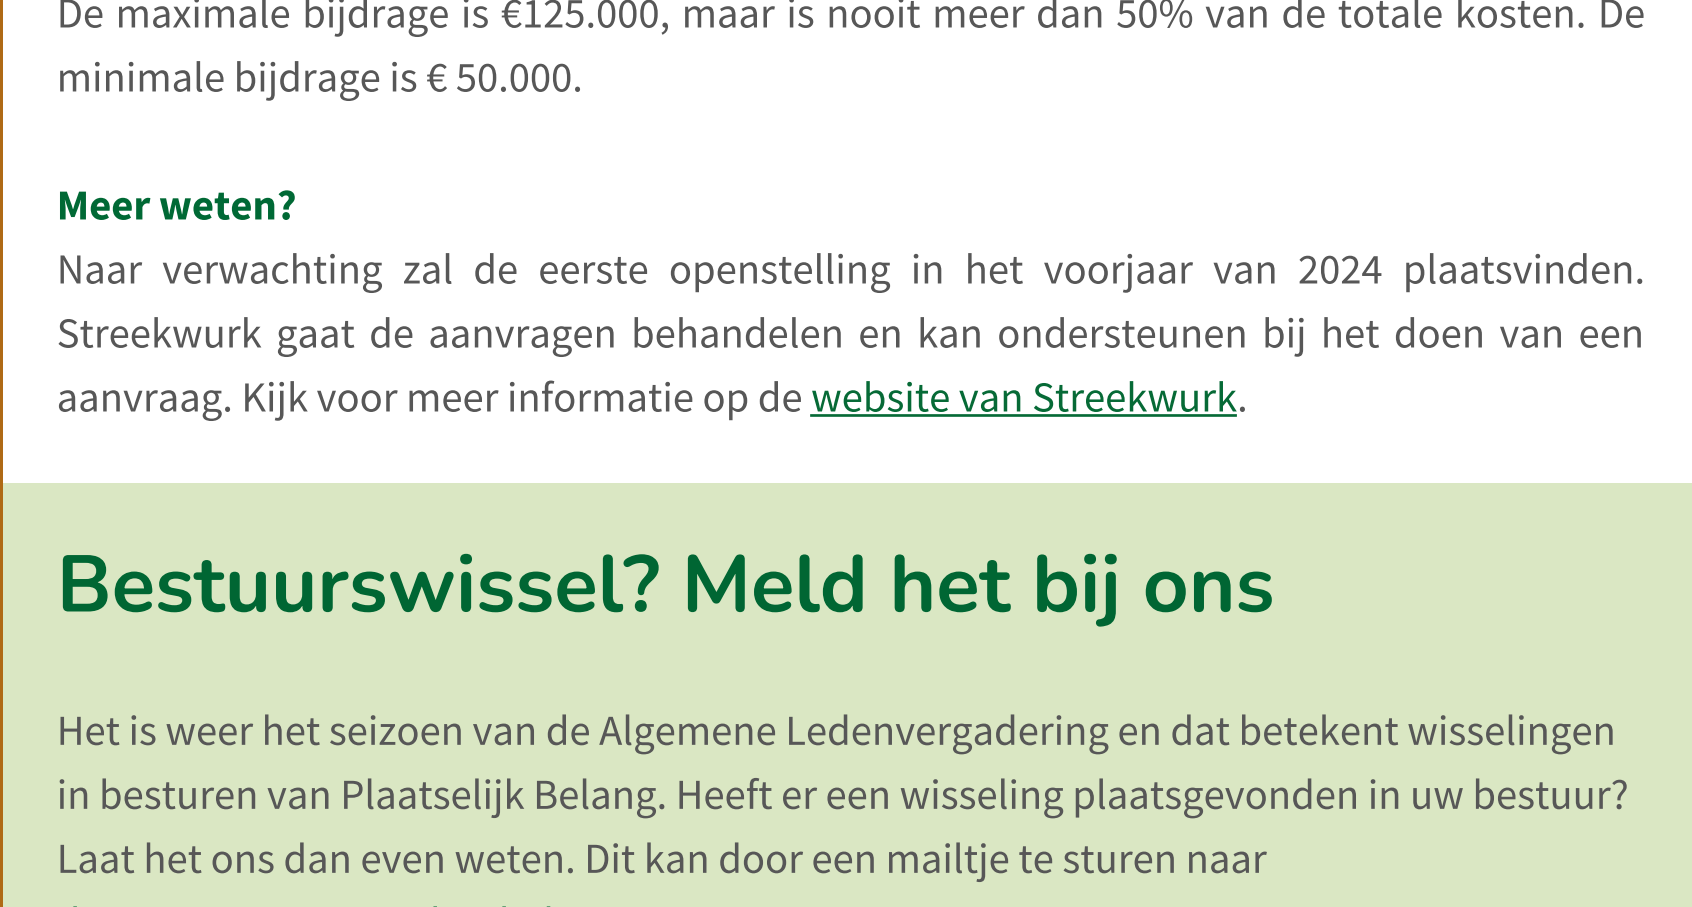 De maximale bijdrage is €125.000, maar is nooit meer dan 50% van de totale kosten. De
minimale bijdrage is € 50.000.
Meer weten?
Naar verwachting zal de eerste openstelling in het voorjaar van 2024 plaatsvinden.
Streekwurk gaat de aanvragen behandelen en kan ondersteunen bij het doen van een
aanvraag. Kijk voor meer informatie op de website van Streekwurk.
Bestuurswissel? Meld het bij ons
Het is weer het seizoen van de Algemene Ledenvergadering en dat betekent wisselingen
in besturen van Plaatselijk Belang. Heeft er een wisseling plaatsgevonden in uw bestuur?
Laat het ons dan even weten. Dit kan door een mailtje te sturen naar